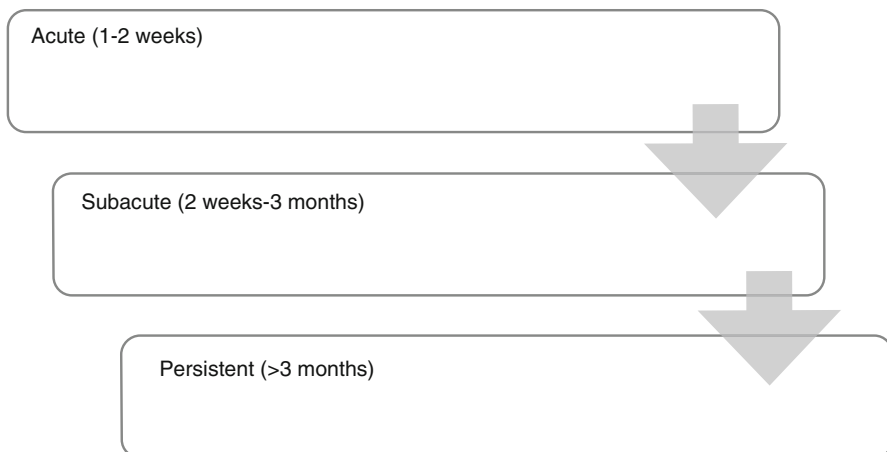 Acute (1-2 weeks)
Subacute (2 weeks-3 months)
Persistent (>3 months)